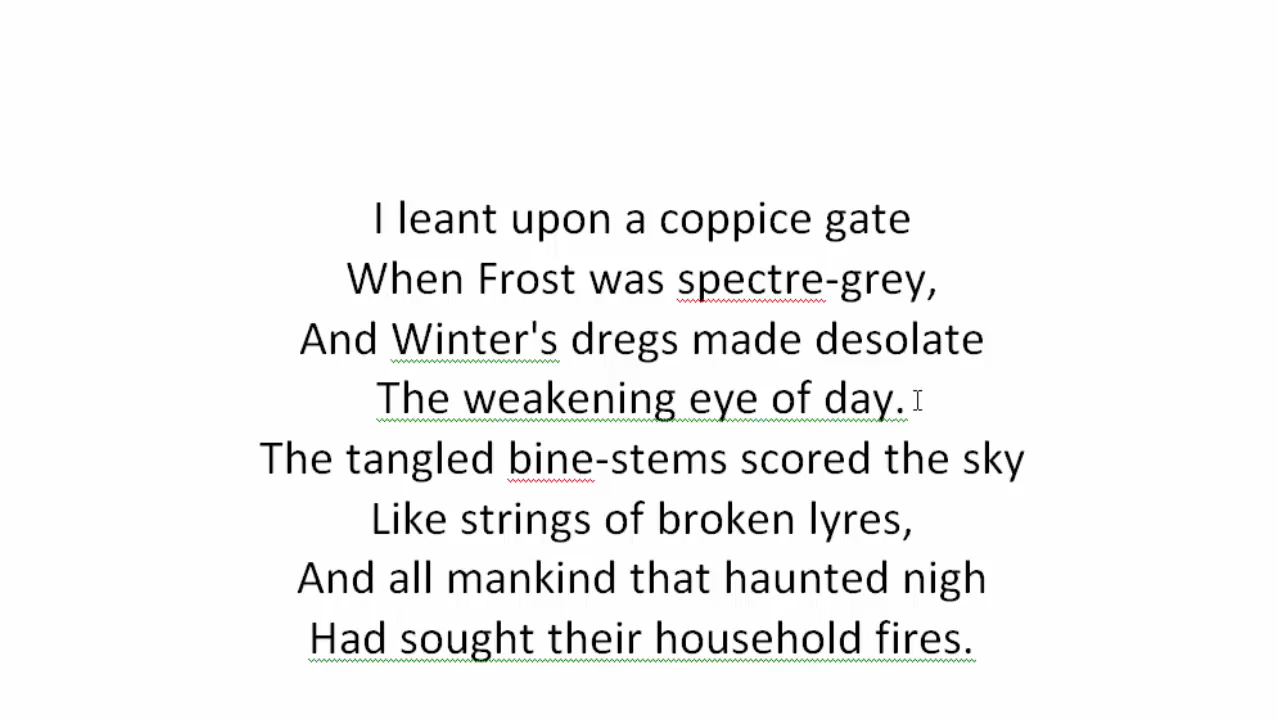 I leant upon a coppice gate
When Frost was spectre-grey,
And Winter's dregs made desolate
The weakening eye of day.
The tangled bine-stems scored the sky
Like strings of broken lyres,
And all mankind that haunted nigh
Had sought their household fires.